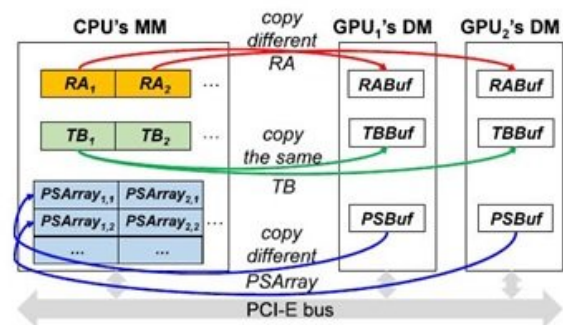 CPU's MM
copy
different
RA
GPU1's DM
GPU2's DM
RA1 RA2 ...
RABuf
RABuf
TB1 TB2 ...
copy
the same
TB
TBBuf
TBBuf
PSArray1,1 PSArray2,1
PSArray1,2 PSArray2,2 ...
... ...
copy
different
PSArray
PSBuf
PSBuf
PCI-E bus